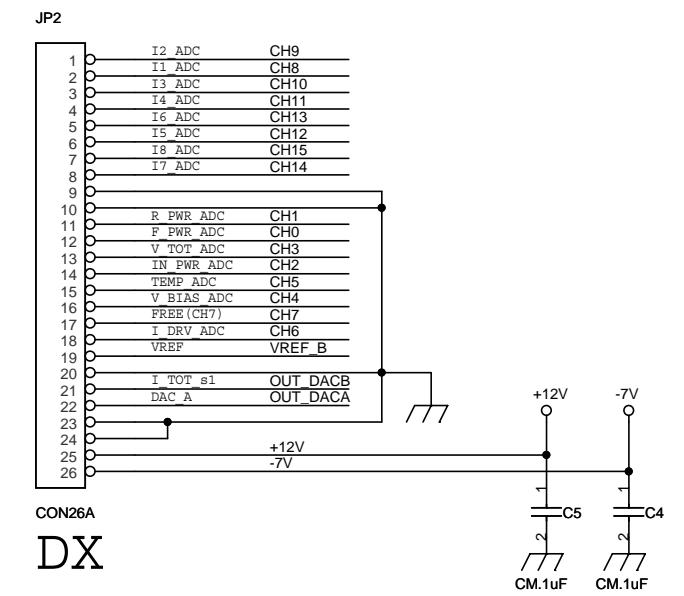 JP2
1 I2_ADC CH9
2 I1_ADC CH8
3 I3_ADC CH10
4 I4_ADC CH11
5 I6_ADC CH13
6 I5_ADC CH12
7 I8_ADC CH15
8 I7_ADC CH14
9
10
11 R_PWR_ADC CH1
12 F_PWR_ADC CH0
13 V_TOT_ADC CH3
14 IN_PWR_ADC CH2
15 TEMP_ADC CH5
16 V_BIAS_ADC CH4
17 FREE(CH7) CH7
18 I_DRV_ADC CH6
19 VREF VREF_B
20
21 I_TOT_s1 OUT_DACB
22 DAC_A OUT_DACA
23
24
25 +12V
26 -7V
+12V -7V
1 1
C5 C4
2 2
CM.1uF CM.1uF
CON26A
DX